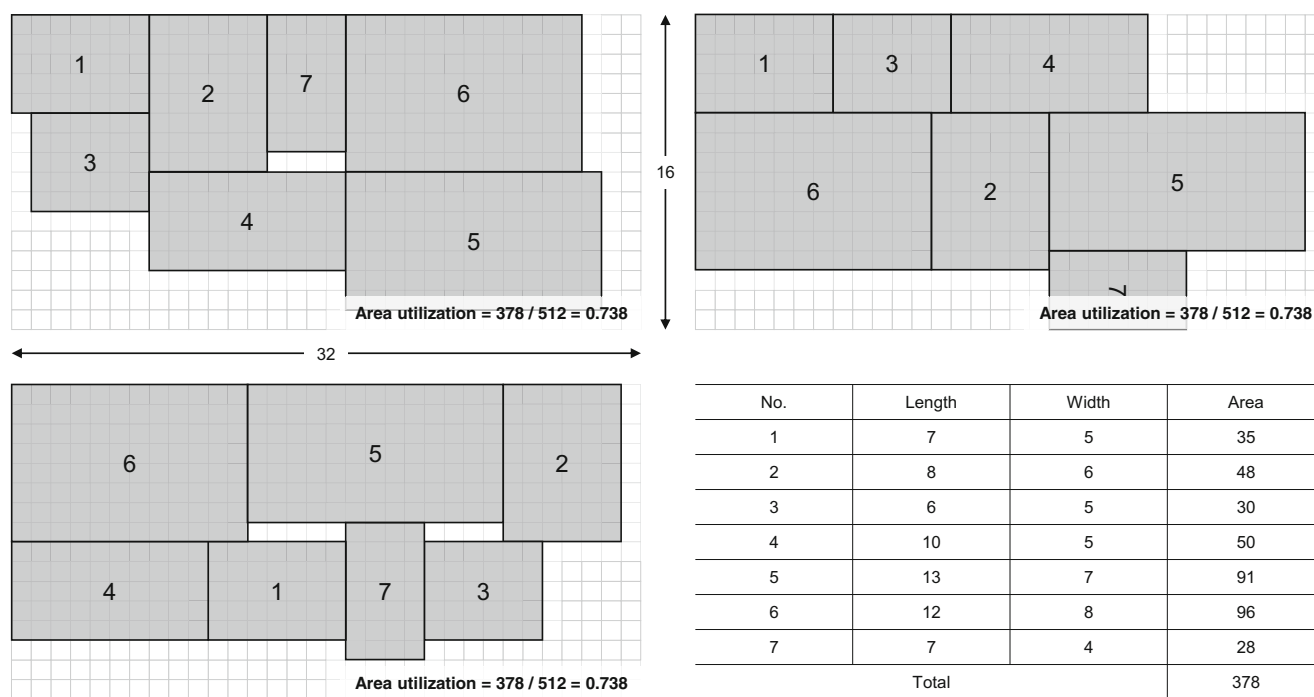 1
2
7
6
3
4
5
Area utilization = 378 / 512 = 0.738
16
1
3
4
6
2
5
7
Area utilization = 378 / 512 = 0.738
32
6
5
2
4
1
7
3
Area utilization = 378 / 512 = 0.738
No. Length Width Area
1 7 5 35
2 8 6 48
3 6 5 30
4 10 5 50
5 13 7 91
6 12 8 96
7 7 4 28
Total 378